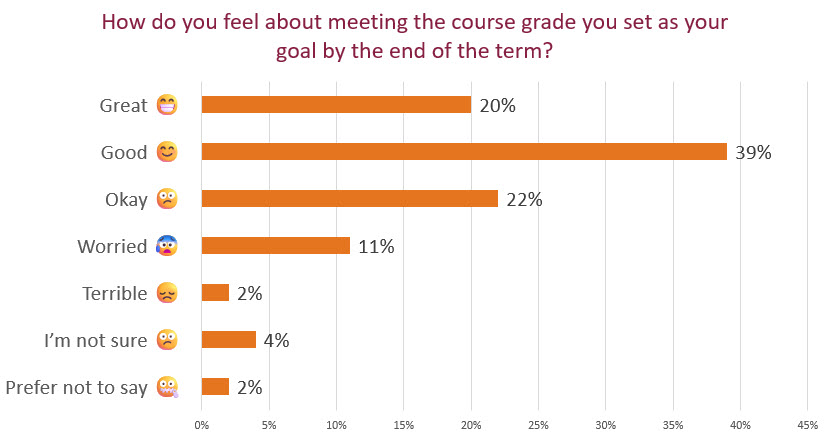 How do you feel about meeting the course grade you set as your
goal by the end of the term?
Great 20%
Good 39%
Okay 22%
Worried 11%
Terrible 2%
I’m not sure 4%
Prefer not to say 2%
0% 5% 10% 15% 20% 25% 30% 35% 40% 45%